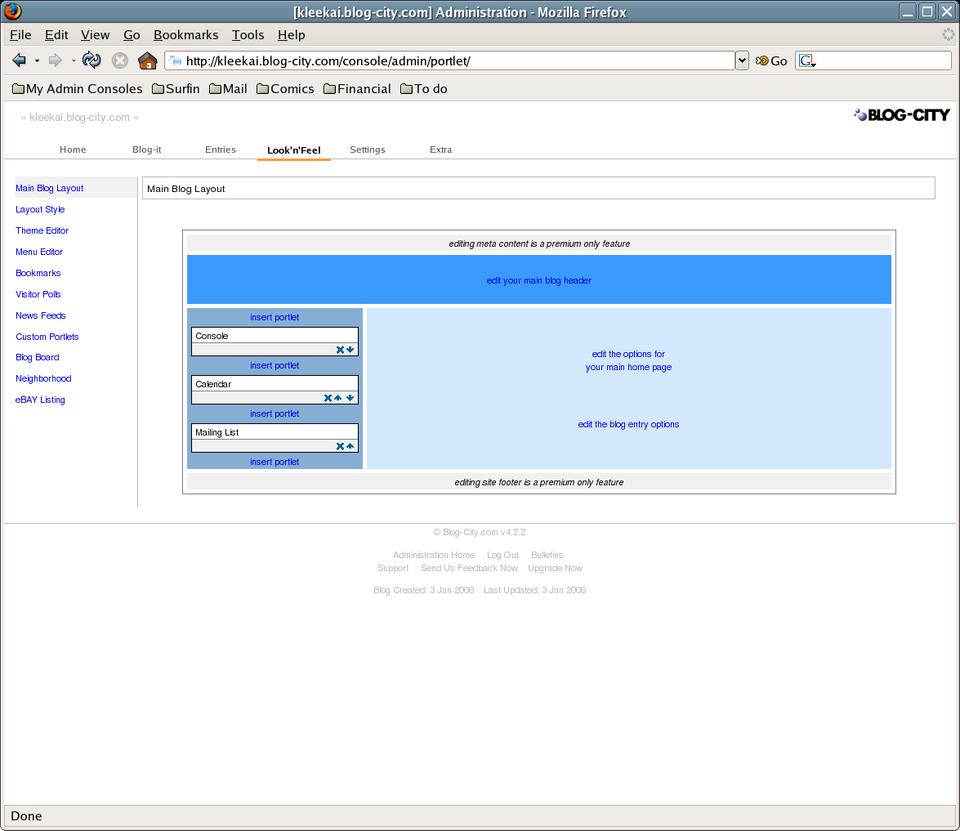 [kleekai.blog-city.com] Administration - Mozilla Firefox
File Edit View Go Bookmarks Tools Help
http://kleekai.blog-city.com/console/admin/portlet/ Go G
My Admin Consoles Surfin Mail Comics Financial To do
« kleekai.blog-city.com » BLOG-CITY
Home Blog-it Entries Look'n'Feel Settings Extra
Main Blog Layout
Layout Style
Theme Editor
Menu Editor
Bookmarks
Visitor Polls
News Feeds
Custom Portlets
Blog Board
Neighborhood
eBAY Listing
Main Blog Layout
editing meta content is a premium only feature
edit your main blog header
insert portlet
Console
insert portlet
Calendar
insert portlet
Mailing List
insert portlet
edit the options for
your main home page
edit the blog entry options
editing site footer is a premium only feature
© Blog-City.com v4.2.2
Administration Home Log Out Bulletins
Support Send Us Feedback Now Upgrade Now
Blog Created: 3 Jan 2006 Last Updated: 3 Jan 2006
Done